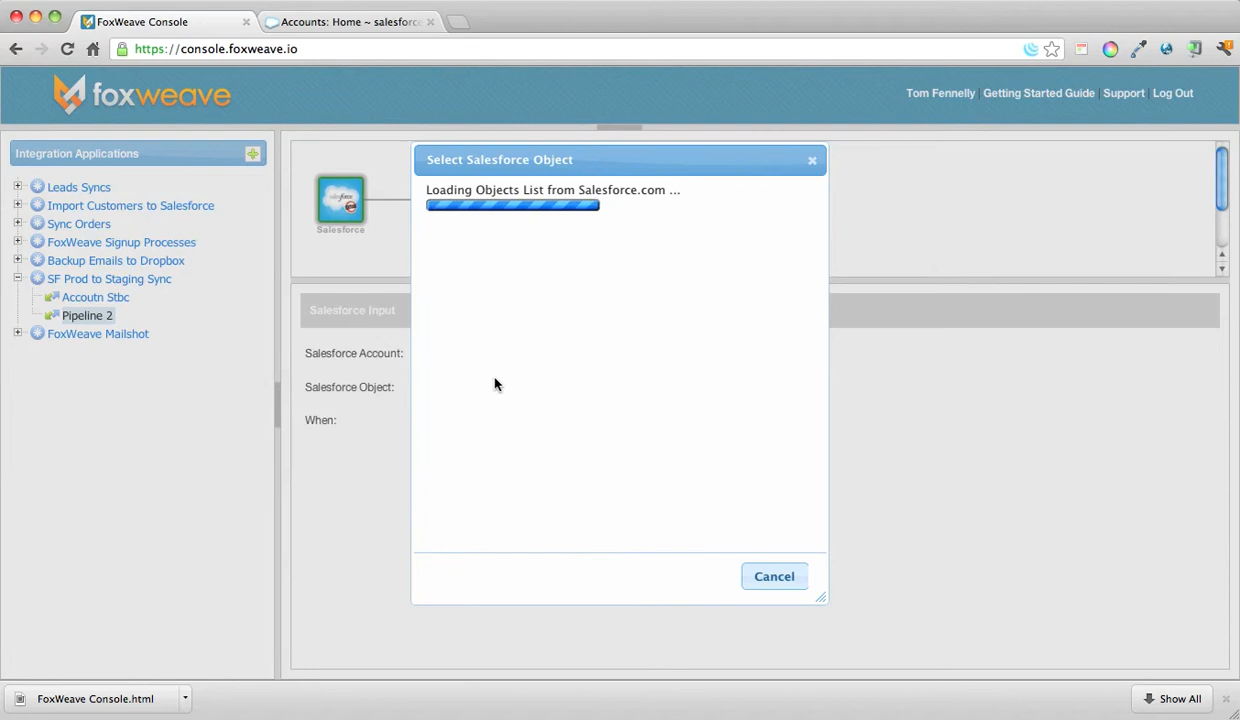 FoxWeave Console
Accounts: Home ~ salesforc
https://console.foxweave.io
foxweave
Tom Fennelly | Getting Started Guide | Support | Log Out
Integration Applications
Leads Syncs
Import Customers to Salesforce
Sync Orders
FoxWeave Signup Processes
Backup Emails to Dropbox
SF Prod to Staging Sync
Accoutn Stbc
Pipeline 2
FoxWeave Mailshot
salesforce
Salesforce
Select Salesforce Object
Loading Objects List from Salesforce.com ...
Salesforce Input
Salesforce Account:
Salesforce Object:
When:
Cancel
FoxWeave Console.html
Show All